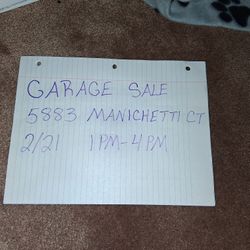 GARAGE SALE
5883 MANICHETTI CT
2/21 1PM-4PM